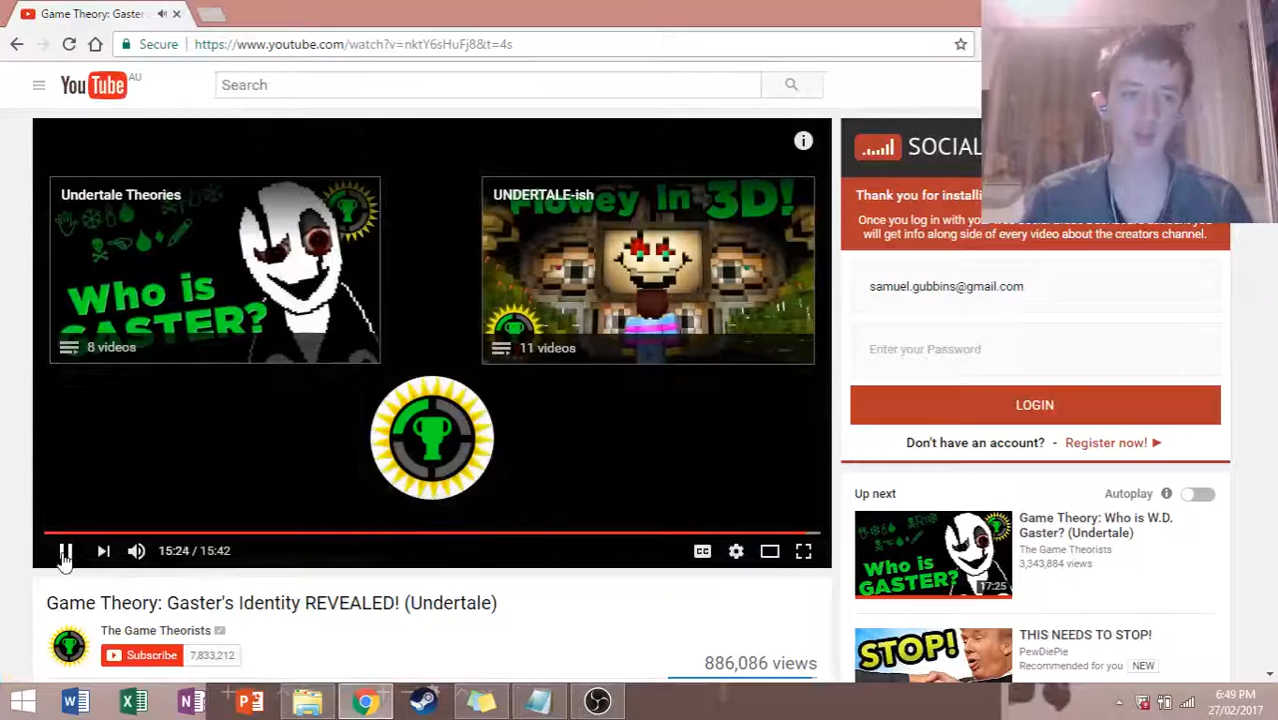 Game Theory: Gaster
Secure https://www.youtube.com/watch?v=nktY6sHuFj8&t=4s
YouTube AU
Search
Undertale Theories
Who is
GASTER?
8 videos
UNDERTALE-ish
Flowey In 3D!
11 videos
15:24 / 15:42
CC
Game Theory: Gaster's Identity REVEALED! (Undertale)
The Game Theorists
Subscribe 7,833,212
886,086 views
SOCIAL
Thank you for installi
Once you log in with your
will get info along side of every video about the creators channel.
samuel.gubbins@gmail.com
Enter your Password
LOGIN
Don't have an account? - Register now!
Up next
Autoplay
Who is
GASTER?
17:25
Game Theory: Who is W.D.
Gaster? (Undertale)
The Game Theorists
3,343,884 views
STOP!
THIS NEEDS TO STOP!
PewDiePie
Recommended for you NEW
6:49 PM
27/02/2017